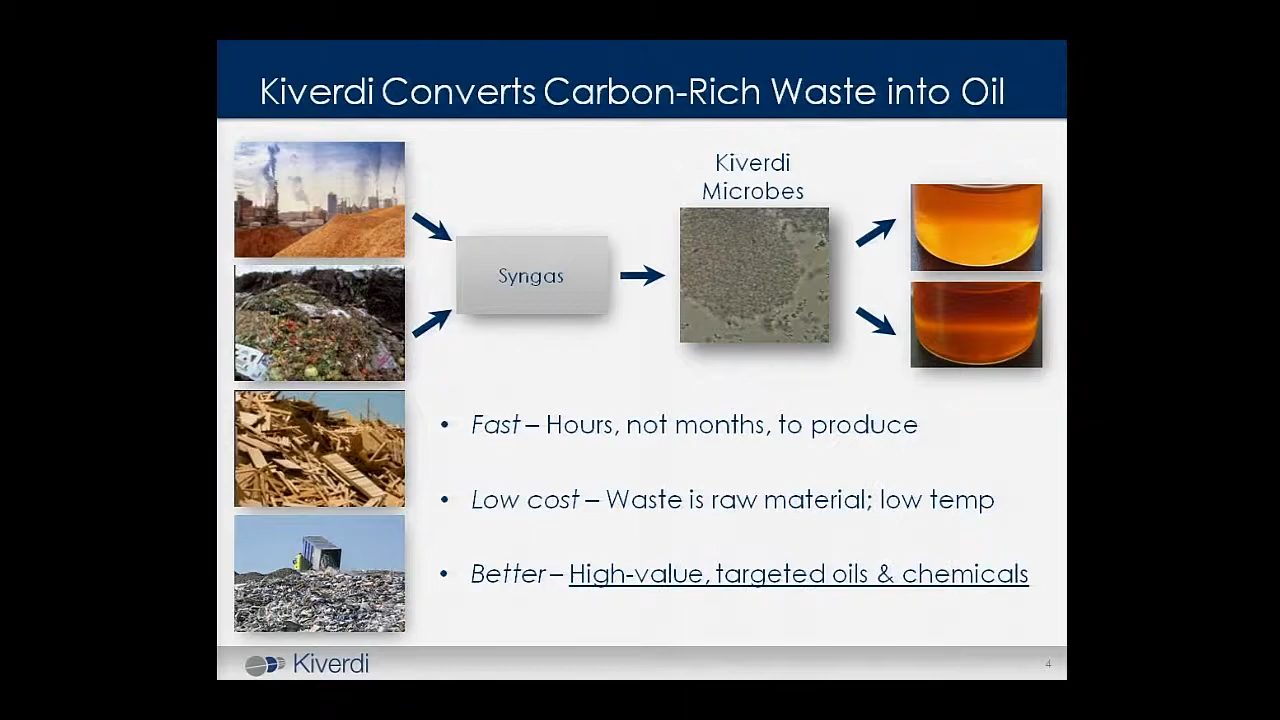 Kiverdi Converts Carbon-Rich Waste into Oil
Kiverdi
Microbes
Syngas
• Fast – Hours, not months, to produce
• Low cost – Waste is raw material; low temp
• Better – High-value, targeted oils & chemicals
Kiverdi
4